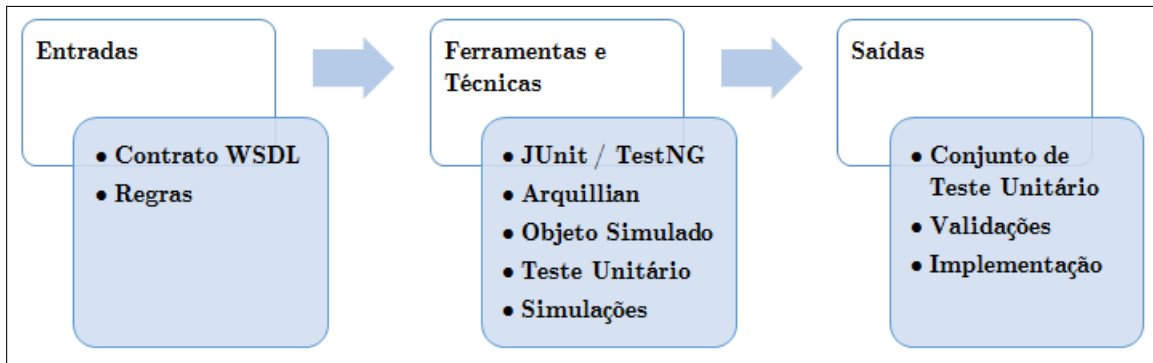 Entradas
• Contrato WSDL
• Regras
Ferramentas e
Técnicas
• JUnit / TestNG
• Arquillian
• Objeto Simulado
• Teste Unitário
• Simulações
Saídas
• Conjunto de
Teste Unitário
• Validações
• Implementação